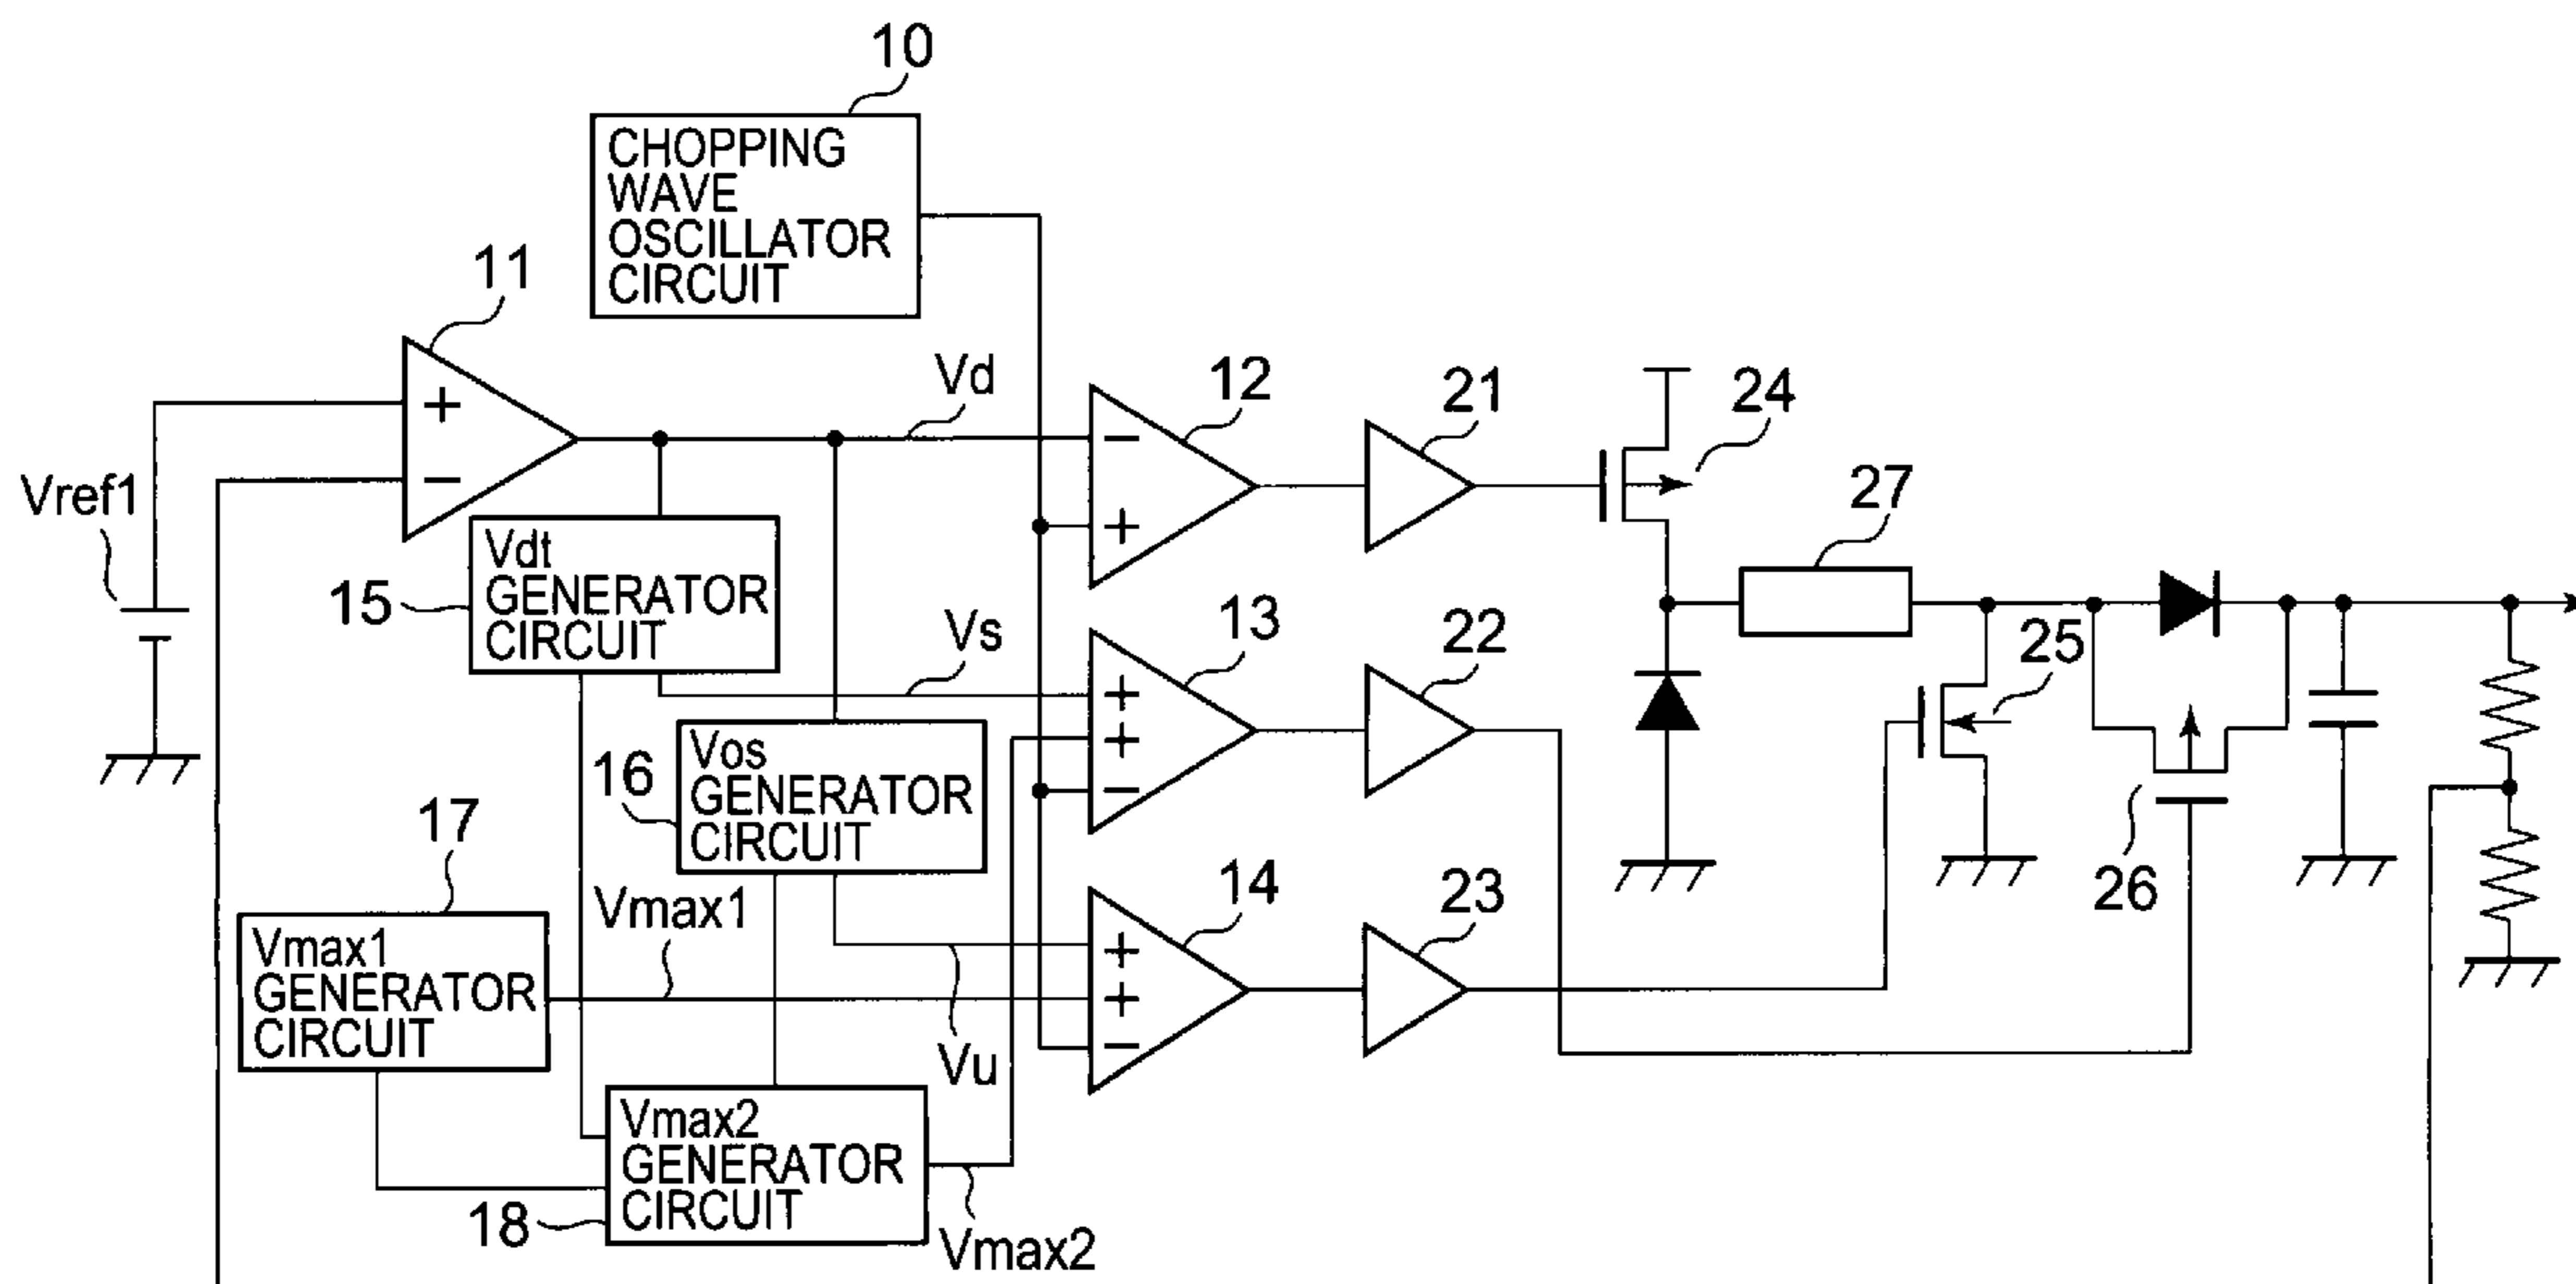 10
CHOPPING
WAVE
OSCILLATOR
CIRCUIT
11
+
−
Vref1
Vd
12
−
+
21
24
27
Vdt
GENERATOR
CIRCUIT
15
Vs
13
+
+
−
22
25
Vos
GENERATOR
CIRCUIT
16
17
Vmax1
GENERATOR
CIRCUIT
Vmax1
14
+
+
−
23
26
Vu
Vmax2
GENERATOR
CIRCUIT
18
Vmax2